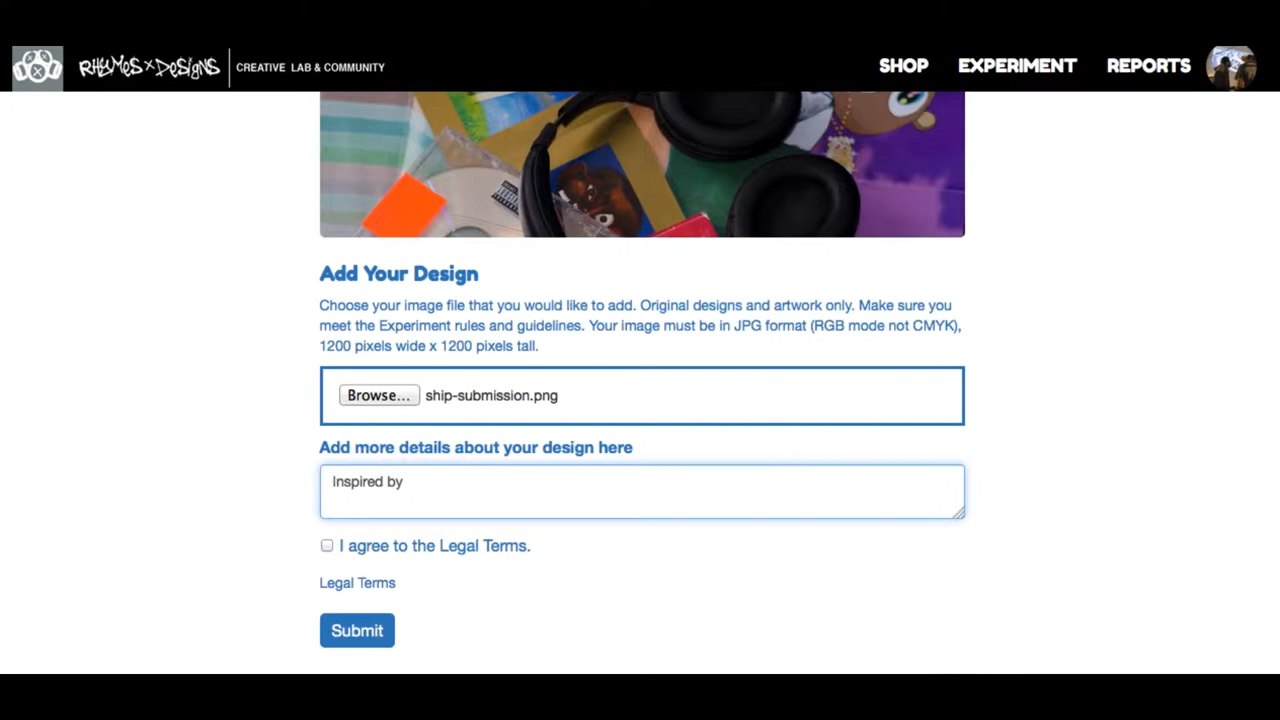 RHYMES x DESIGNS CREATIVE LAB & COMMUNITY SHOP EXPERIMENT REPORTS
Add Your Design
Choose your image file that you would like to add. Original designs and artwork only. Make sure you
meet the Experiment rules and guidelines. Your image must be in JPG format (RGB mode not CMYK),
1200 pixels wide x 1200 pixels tall.
Browse... ship-submission.png
Add more details about your design here
Inspired by
I agree to the Legal Terms.
Legal Terms
Submit